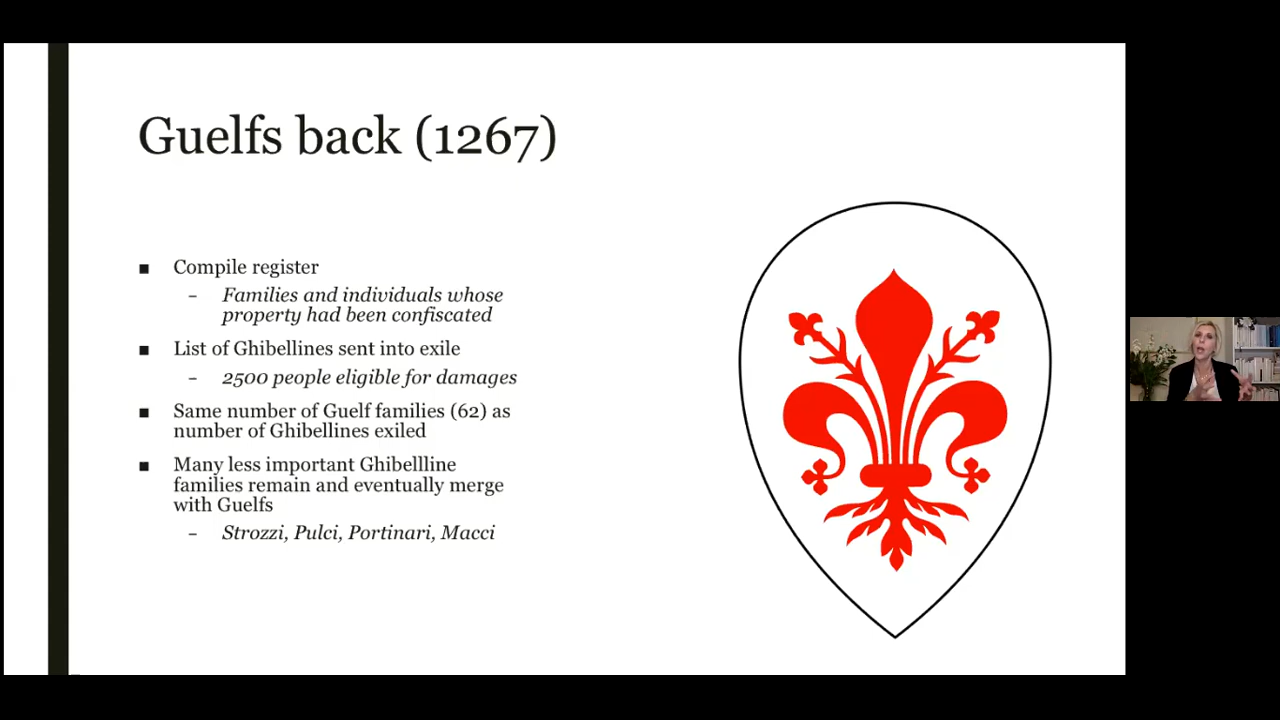 Guelfs back (1267)
■ Compile register
– Families and individuals whose
property had been confiscated
■ List of Ghibellines sent into exile
– 2500 people eligible for damages
■ Same number of Guelf families (62) as
number of Ghibellines exiled
■ Many less important Ghibellline
families remain and eventually merge
with Guelfs
– Strozzi, Pulci, Portinari, Macci